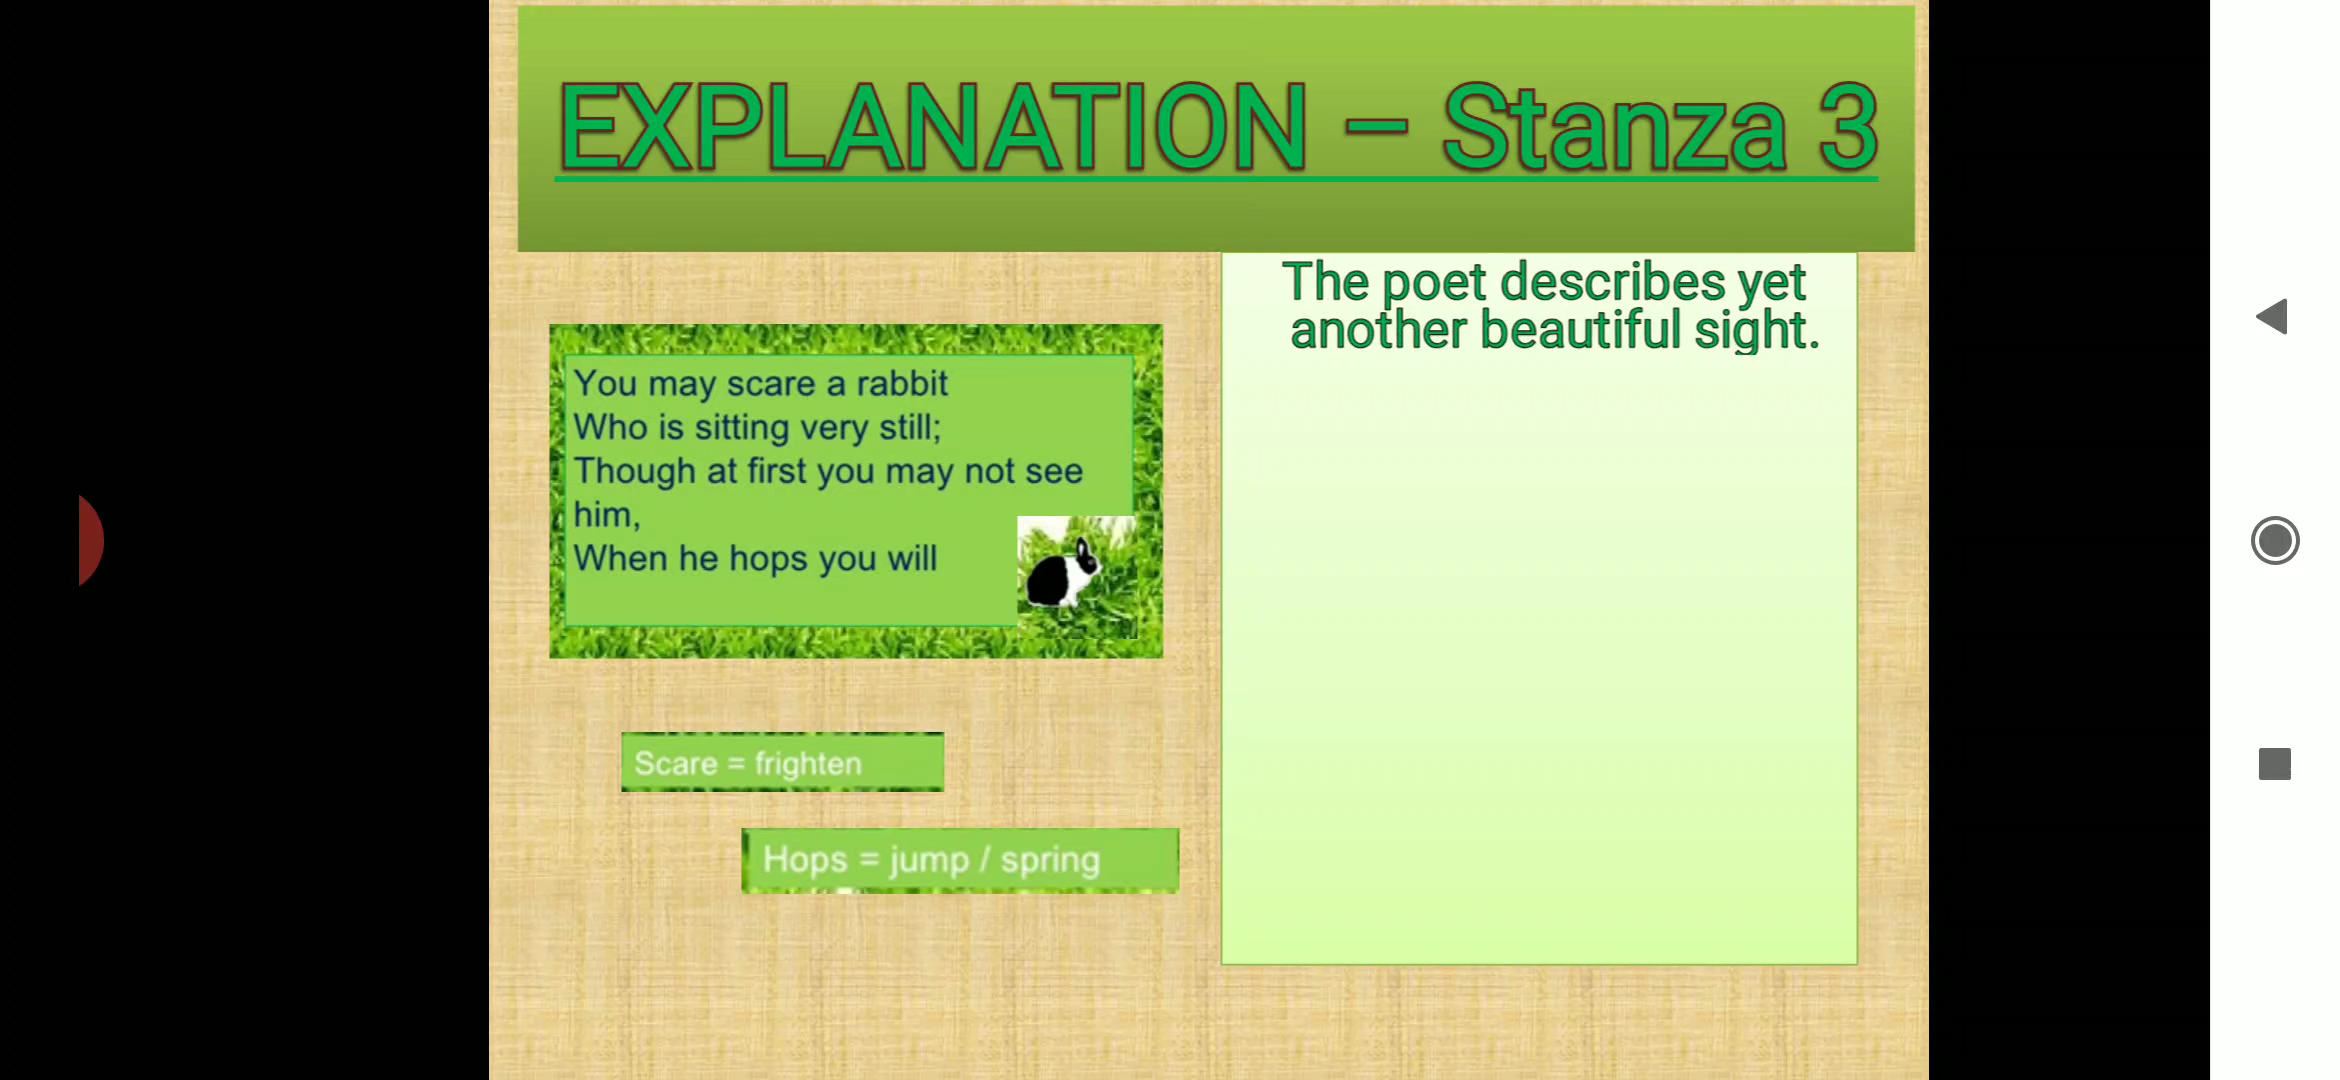 EXPLANATION – Stanza 3
You may scare a rabbit
Who is sitting very still;
Though at first you may not see
him,
When he hops you will
Scare = frighten
Hops = jump / spring
The poet describes yet
another beautiful sight.